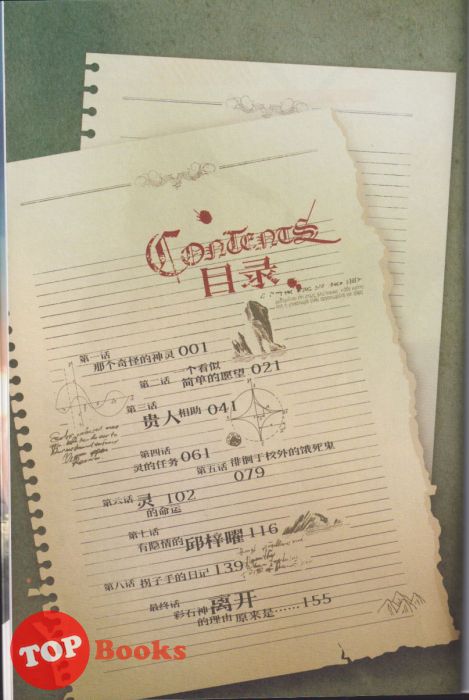 CONTENTS
目录
第一话
那个奇怪的神灵 001
第二话 一个看似
简单的愿望 021
第三话
贵人相助 041
第四话
灵的任务 061
第五话 徘徊于校外的饿死鬼
079
第六话 灵 102
的命运
第七话
有隐情的邱梓曜 116
第八话 拐子手的日记 139
最终话
彩石神离开
的理由原来是......155
TOP Books